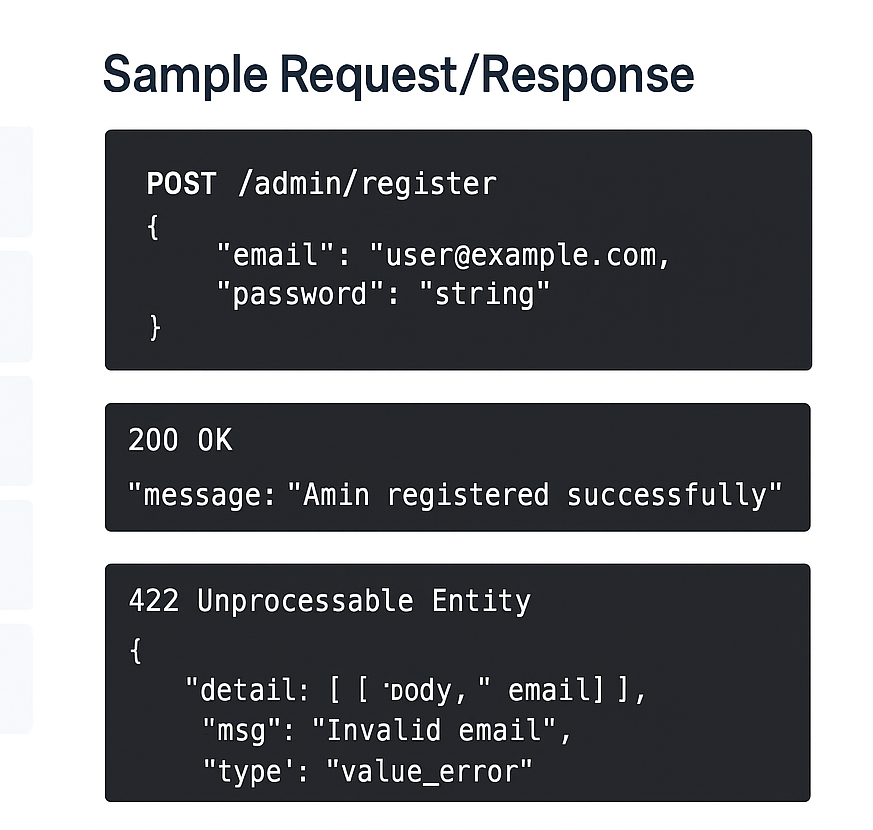 Sample Request/Response
POST /admin/register
{
"email": "user@example.com,
"password": "string"
}
200 OK
"message: "Amin registered successfully"
422 Unprocessable Entity
{
"detail: [ [ "body, " email] ],
"msg": "Invalid email",
"type': "value_error"